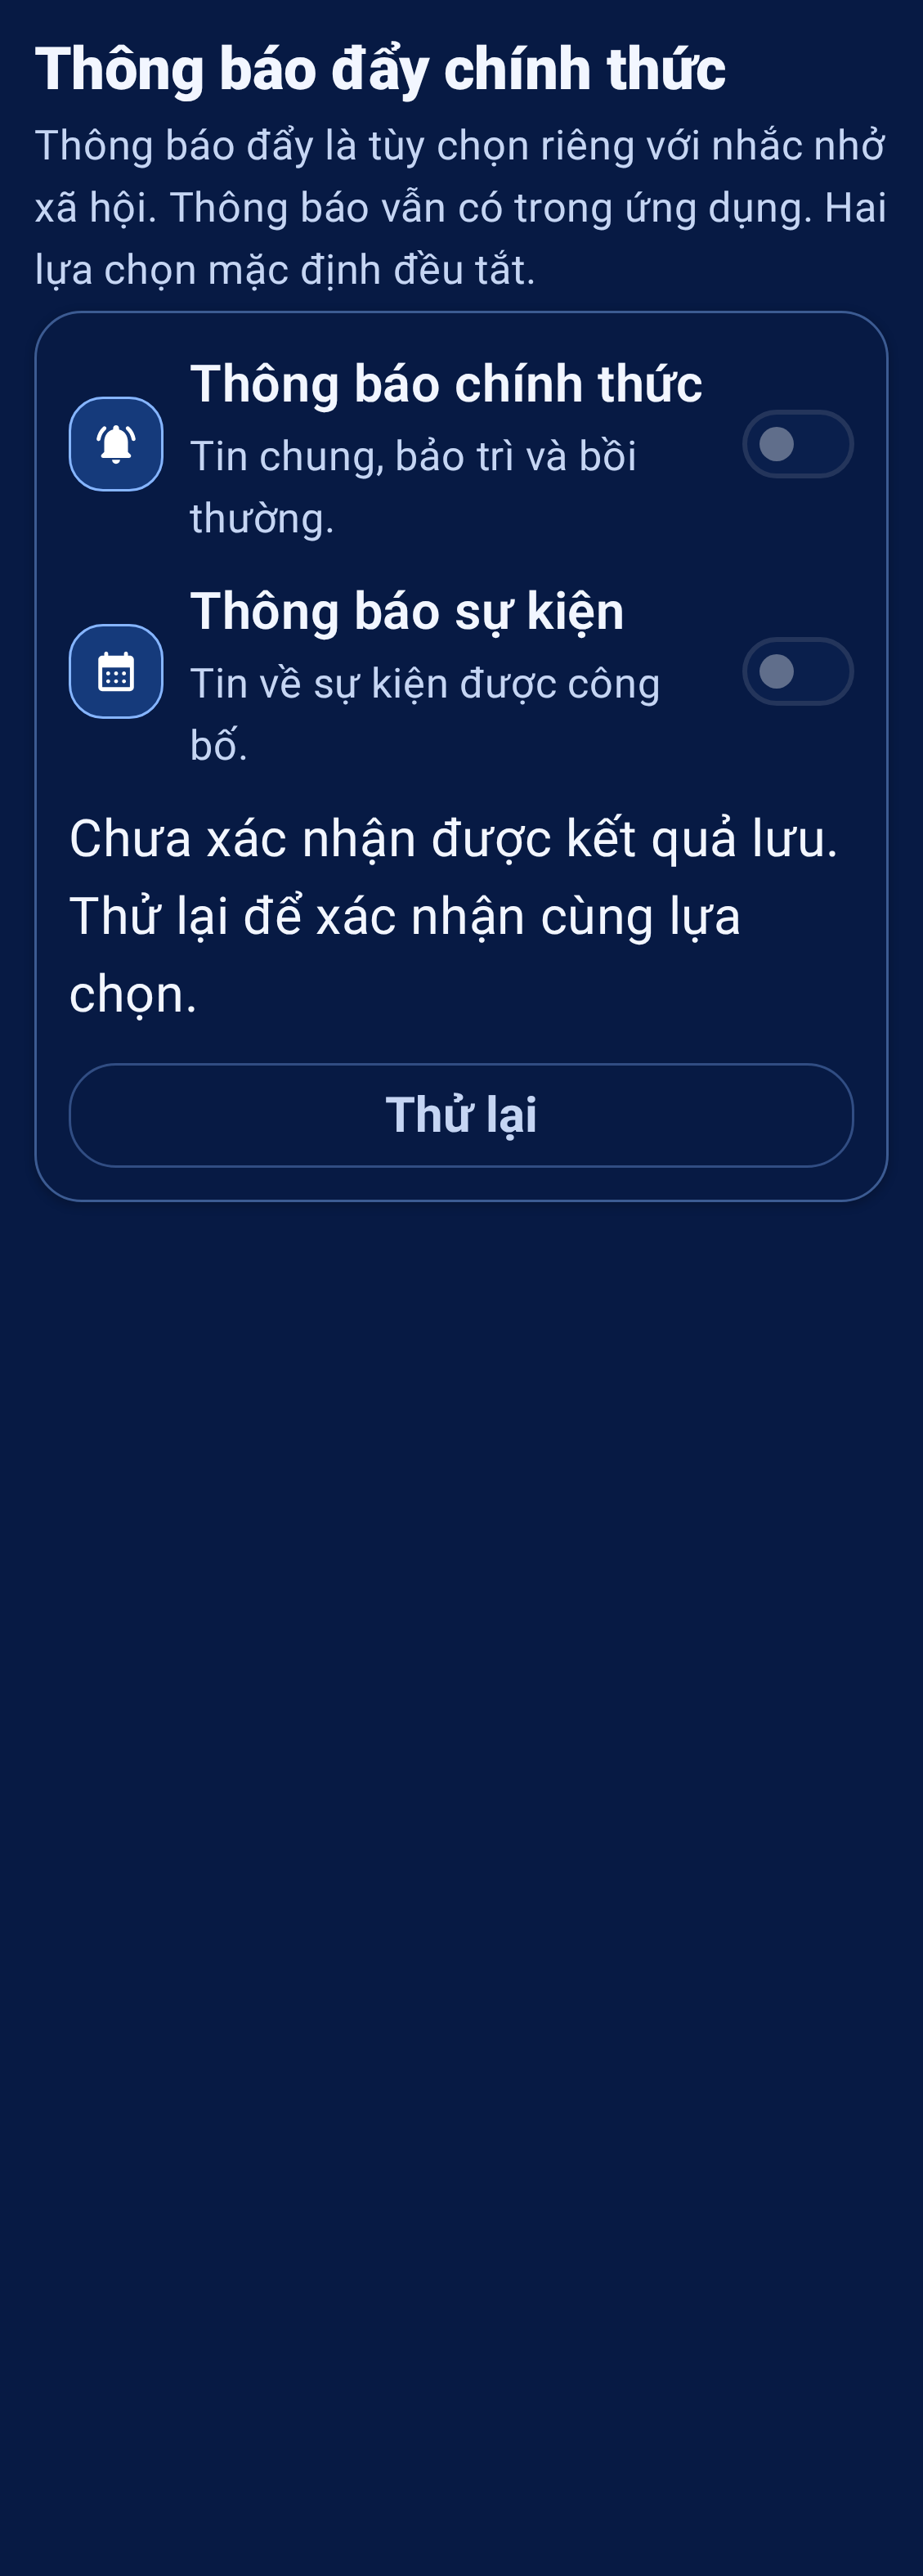 Thông báo đẩy chính thức
Thông báo đẩy là tùy chọn riêng với nhắc nhở
xã hội. Thông báo vẫn có trong ứng dụng. Hai
lựa chọn mặc định đều tắt.
Thông báo chính thức
Tin chung, bảo trì và bồi
thường.
Thông báo sự kiện
Tin về sự kiện được công
bố.
Chưa xác nhận được kết quả lưu.
Thử lại để xác nhận cùng lựa
chọn.
Thử lại